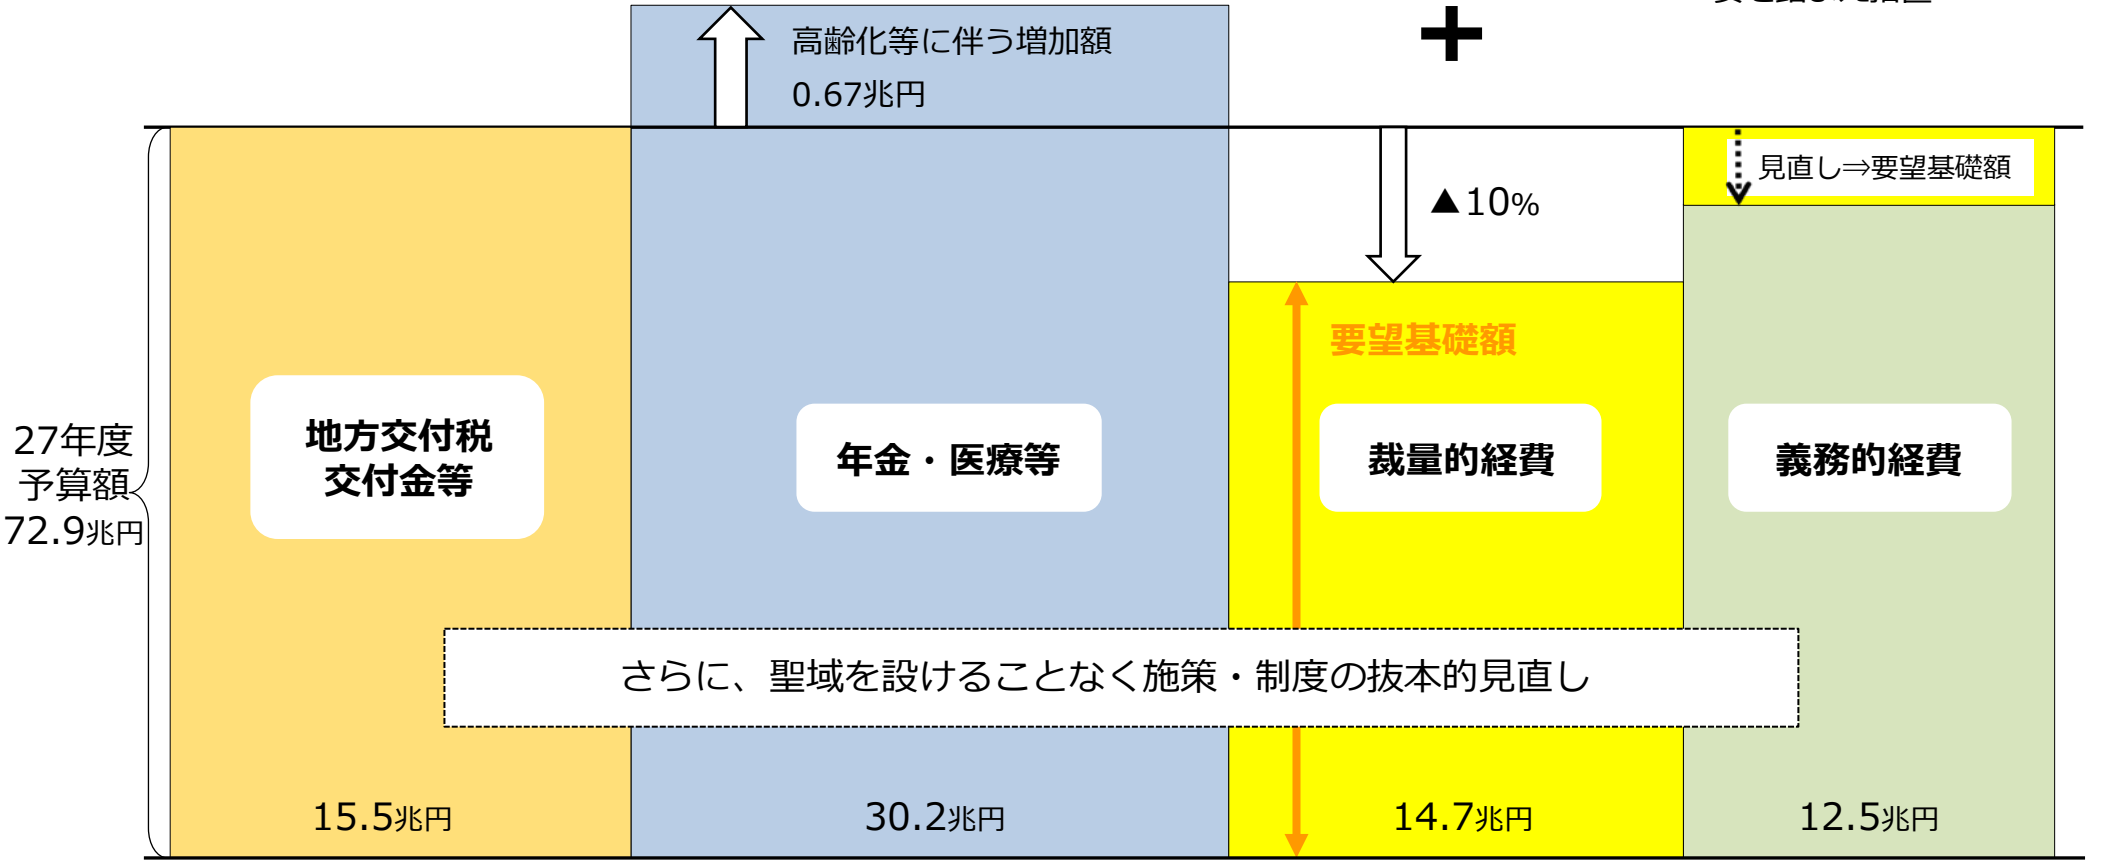 高齢化等に伴う増加額
0.67兆円
見直し⇒要望基礎額
▲10%
要望基礎額
27年度
予算額
72.9兆円
地方交付税
交付金等
年金・医療等
裁量的経費
義務的経費
さらに、聖域を設けることなく施策・制度の抜本的見直し
15.5兆円
30.2兆円
14.7兆円
12.5兆円